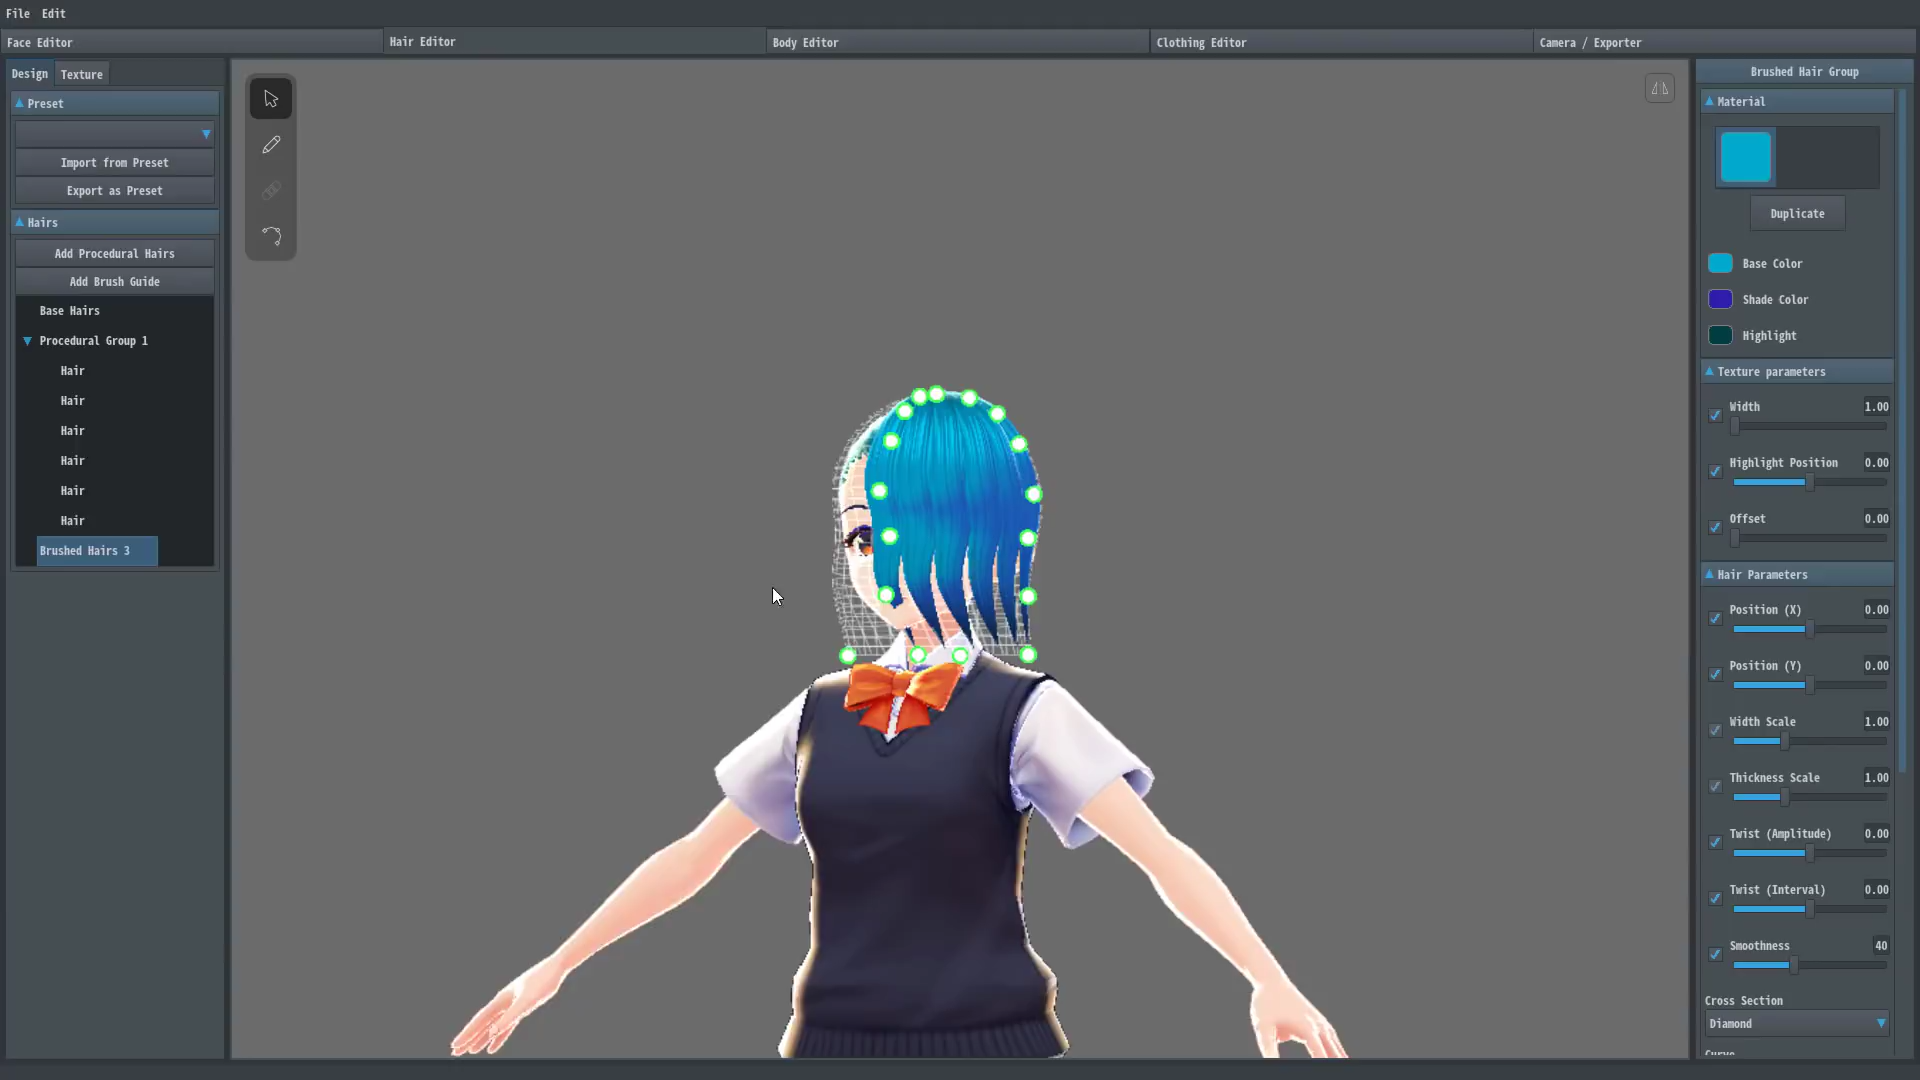 File Edit
Face Editor Hair Editor Body Editor Clothing Editor Camera / Exporter
Design Texture
Preset
Import from Preset
Export as Preset
Hairs
Add Procedural Hairs
Add Brush Guide
Base Hairs
Procedural Group 1
Hair
Hair
Hair
Hair
Hair
Hair
Brushed Hairs 3
Brushed Hair Group
Material
Duplicate
Base Color
Shade Color
Highlight
Texture parameters
Width 1.00
Highlight Position 0.00
Offset 0.00
Hair Parameters
Position (X) 0.00
Position (Y) 0.00
Width Scale 1.00
Thickness Scale 1.00
Twist (Amplitude) 0.00
Twist (Interval) 0.00
Smoothness 40
Cross Section
Diamond